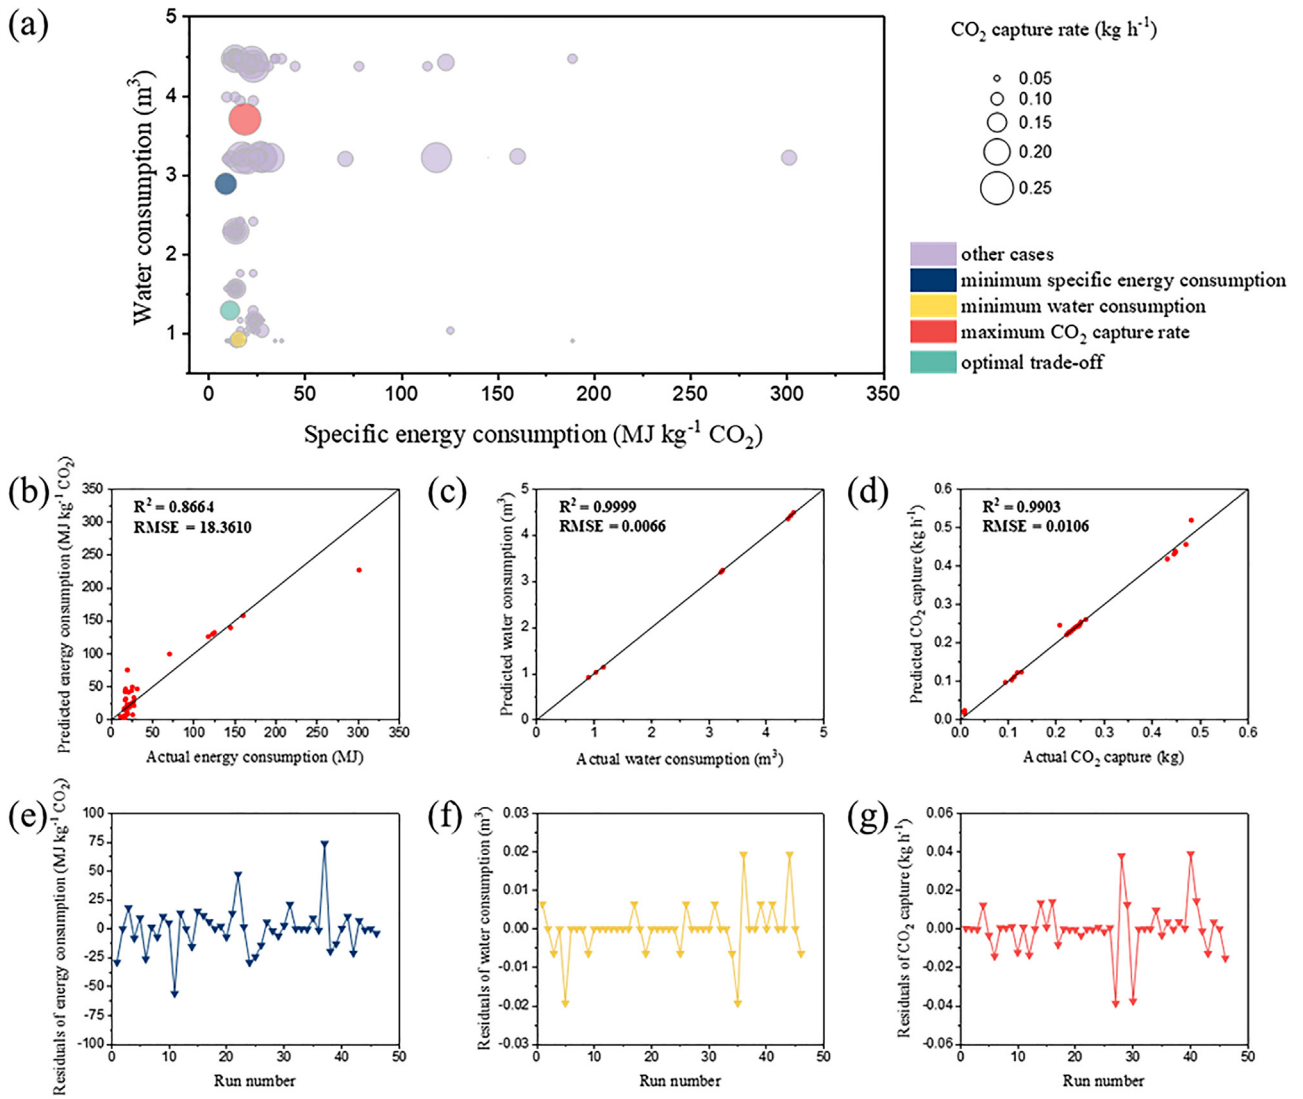 (a)
Water consumption (m³)
5
4
3
2
1
0
50
100
150
200
250
300
350
Specific energy consumption (MJ kg⁻¹ CO₂)
CO₂ capture rate (kg h⁻¹)
0.05
0.10
0.15
0.20
0.25
other cases
minimum specific energy consumption
minimum water consumption
maximum CO₂ capture rate
optimal trade-off
(b)
Predicted energy consumption (MJ kg⁻¹ CO₂)
R² = 0.8664
RMSE = 18.3610
350
300
250
200
150
100
50
0
0 50 100 150 200 250 300 350
Actual energy consumption (MJ)
(c)
Predicted water consumption (m³)
R² = 0.9999
RMSE = 0.0066
5
4
3
2
1
0
0 1 2 3 4 5
Actual water consumption (m³)
(d)
Predicted CO₂ capture (kg h⁻¹)
R² = 0.9903
RMSE = 0.0106
0.6
0.5
0.4
0.3
0.2
0.1
0.0
0.0 0.1 0.2 0.3 0.4 0.5 0.6
Actual CO₂ capture (kg)
(e)
Residuals of energy consumption (MJ kg⁻¹ CO₂)
100
75
50
25
0
-25
-50
-75
-100
0 10 20 30 40 50
Run number
(f)
Residuals of water consumption (m³)
0.03
0.02
0.01
0.00
-0.01
-0.02
-0.03
0 10 20 30 40 50
Run number
(g)
Residuals of CO₂ capture (kg h⁻¹)
0.06
0.04
0.02
0.00
-0.02
-0.04
-0.06
0 10 20 30 40 50
Run number